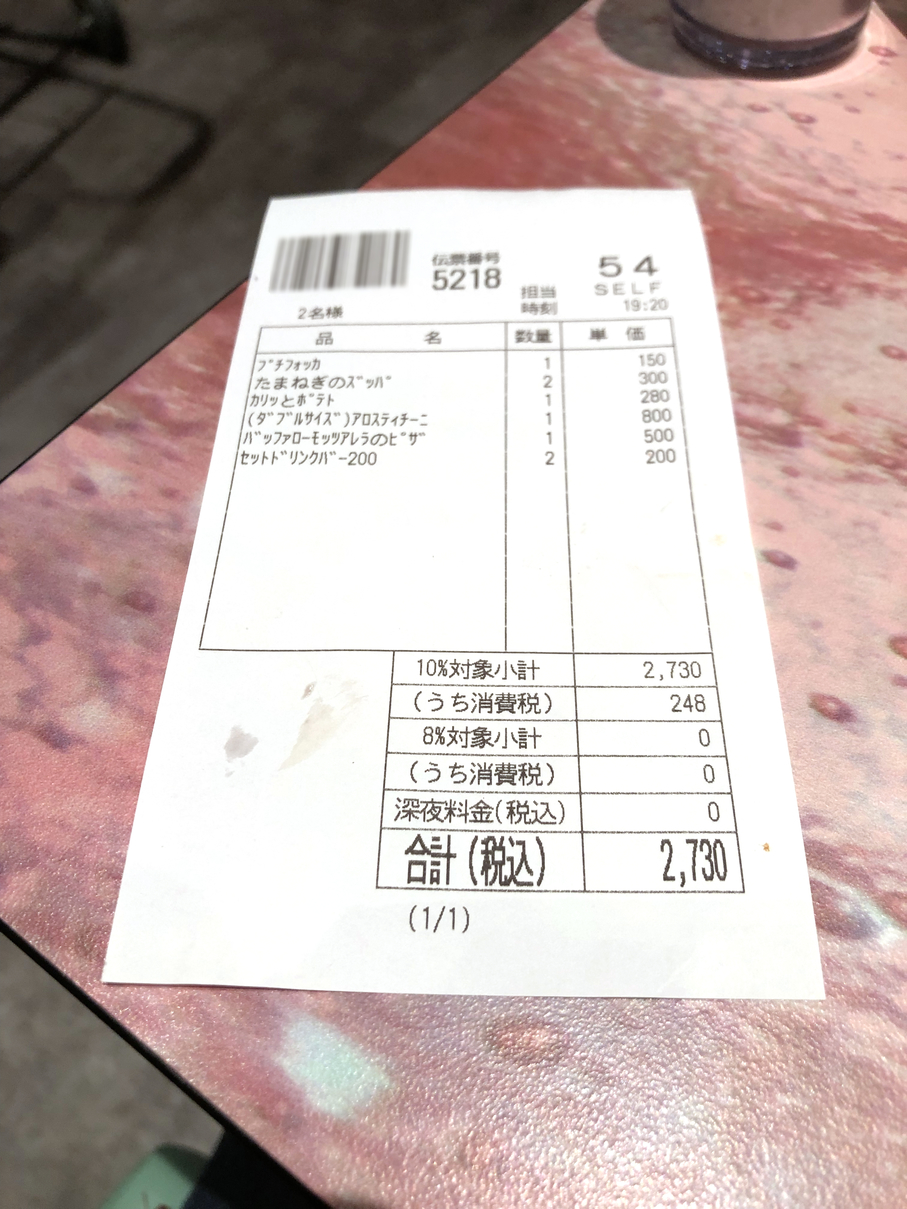 伝票番号
5218
54
担当 SELF
時刻 19:20
2名様
品 名 数量 単 価
プチフォッカ 1 150
たまねぎのズッパ 2 300
カリッとポテト 1 280
(ダブルサイズ)アロスティチーニ 1 800
バッファローモッツアレラのピザ 1 500
セットドリンクバー200 2 200
10%対象小計 2,730
(うち消費税) 248
8%対象小計 0
(うち消費税) 0
深夜料金(税込) 0
合計(税込) 2,730
(1/1)